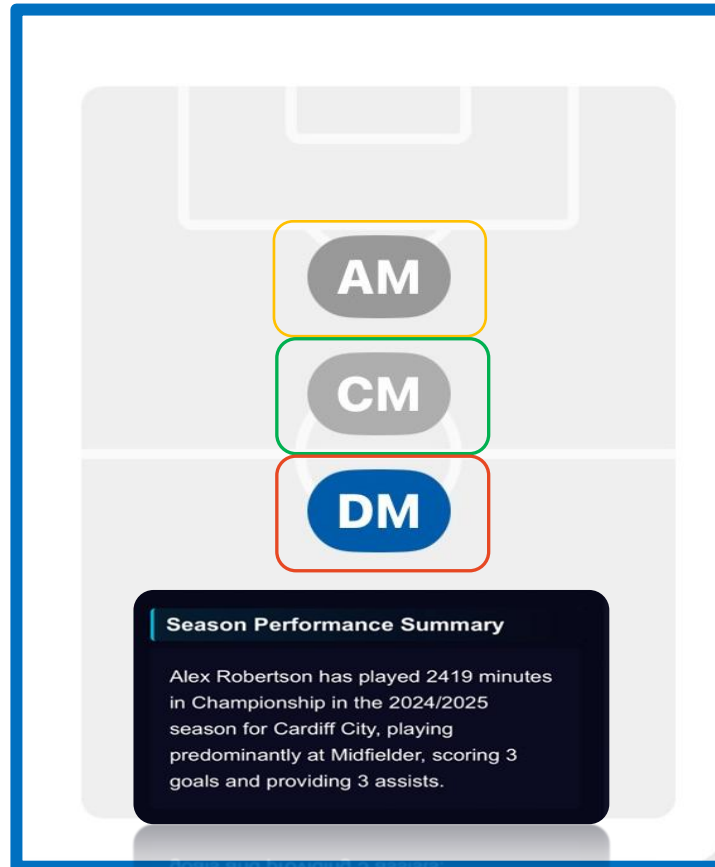 AM
CM
DM
Season Performance Summary
Alex Robertson has played 2419 minutes
in Championship in the 2024/2025
season for Cardiff City, playing
predominantly at Midfielder, scoring 3
goals and providing 3 assists.